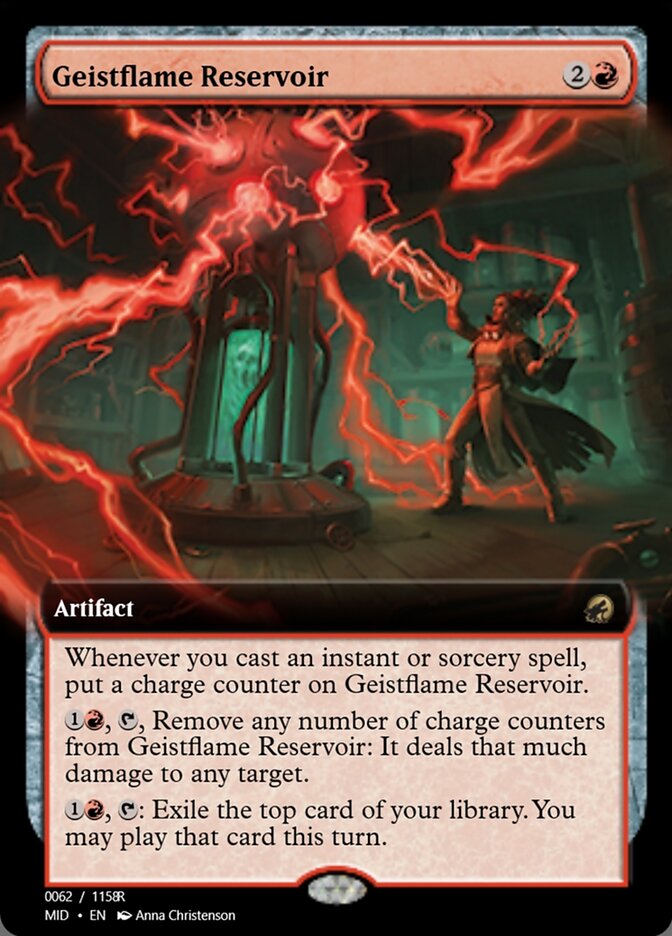 Geistflame Reservoir 2
Artifact
Whenever you cast an instant or sorcery spell,
put a charge counter on Geistflame Reservoir.
1 , , Remove any number of charge counters
from Geistflame Reservoir: It deals that much
damage to any target.
1 , : Exile the top card of your library. You
may play that card this turn.
0062 / 1158R
MID • EN Anna Christenson